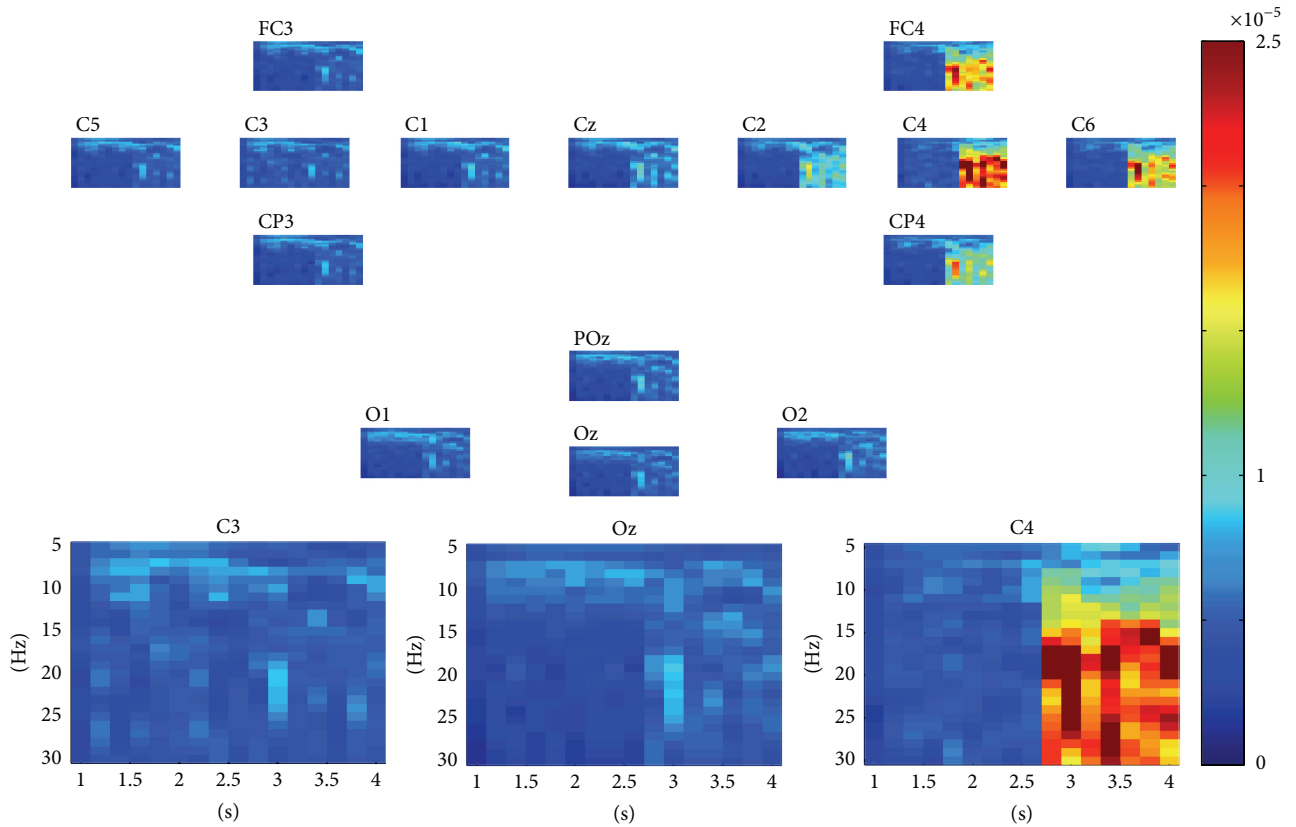 ×10⁻⁵
FC3 FC4 2.5
C5 C3 C1 Cz C2 C4 C6
CP3 CP4
POz
O1 Oz O2
1
C3 Oz C4
5 5 5
10 10 10
15 15 15
(Hz) (Hz) (Hz)
20 20 20
25 25 25
30 30 30 0
1 1.5 2 2.5 3 3.5 4 1 1.5 2 2.5 3 3.5 4 1 1.5 2 2.5 3 3.5 4
(s) (s) (s)